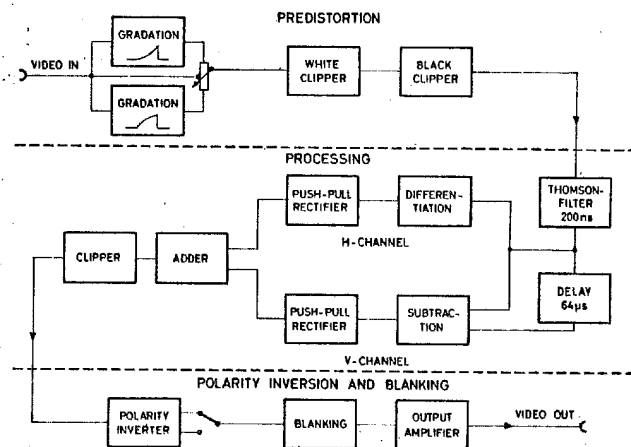 PREDISTORTION
GRADATION
VIDEO IN
GRADATION
WHITE
CLIPPER
BLACK
CLIPPER
PROCESSING
THOMSON-
FILTER
200ns
PUSH-PULL
RECTIFIER
DIFFEREN-
TIATION
H-CHANNEL
CLIPPER
ADDER
DELAY
64µs
PUSH-PULL
RECTIFIER
SUBTRAC-
TION
V-CHANNEL
POLARITY INVERSION AND BLANKING
POLARITY
INVERTER
BLANKING
OUTPUT
AMPLIFIER
VIDEO OUT